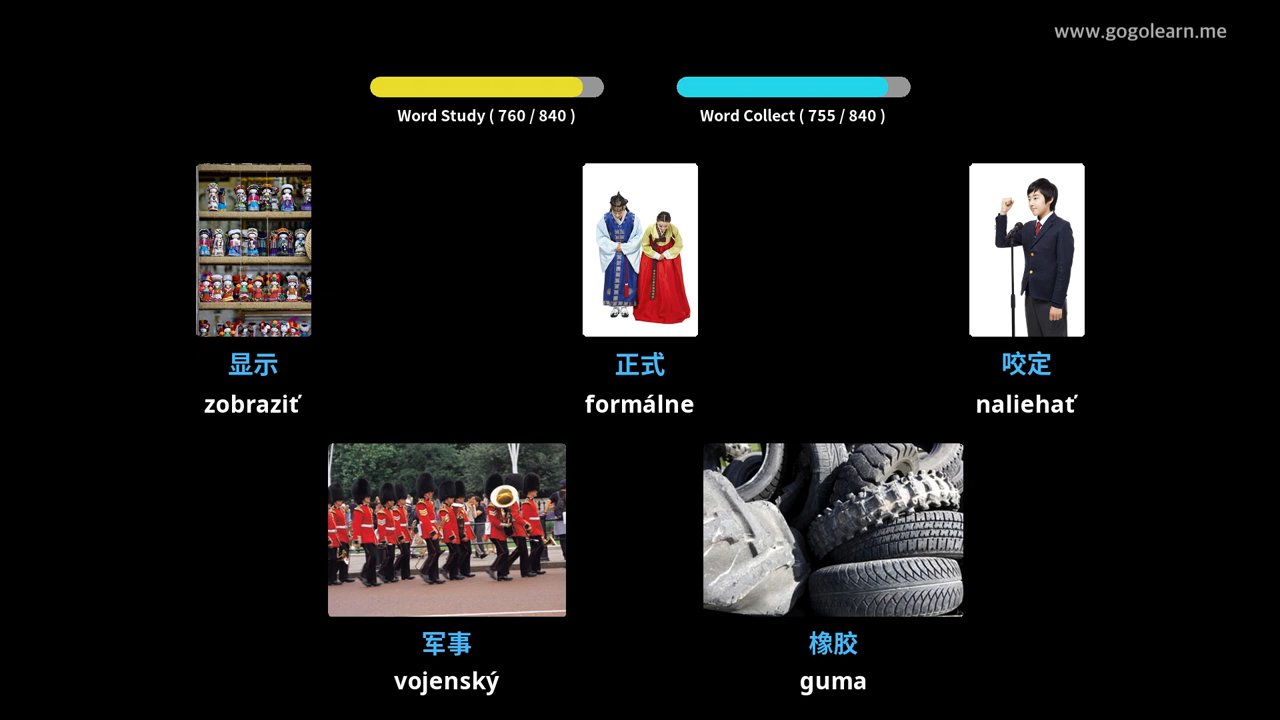 www.gogolearn.me
Word Study ( 760 / 840 )
Word Collect ( 755 / 840 )
显示
zobraziť
正式
formálne
咬定
naliehať
军事
vojenský
橡胶
guma